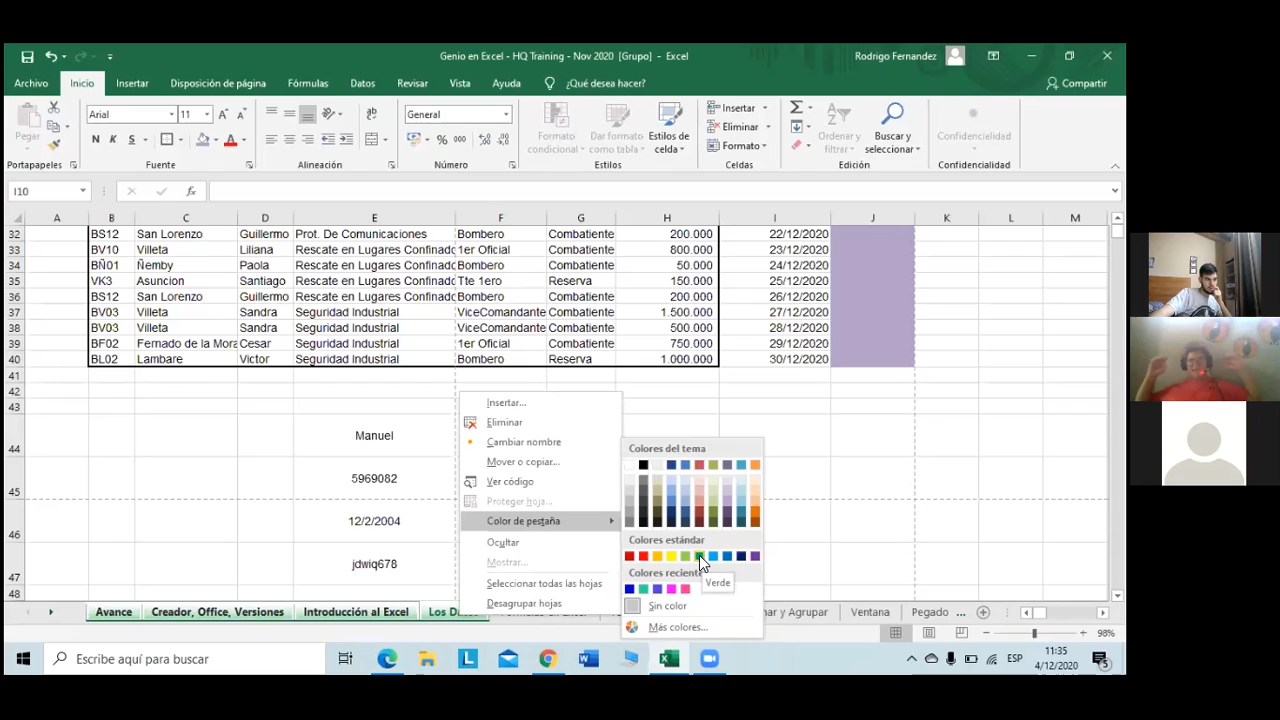 Genio en Excel - HQ Training - Nov 2020 [Grupo] - Excel
Rodrigo Fernandez
Archivo Inicio Insertar Disposición de página Fórmulas Datos Revisar Vista Ayuda ¿Qué desea hacer? Compartir
Pegar
Arial 11
N K S
General
% 000
Formato condicional
Dar formato como tabla
Estilos de celda
Insertar
Eliminar
Formato
Ordenar y filtrar
Buscar y seleccionar
Confidencialidad
Portapapeles Fuente Alineación Número Estilos Celdas Edición Confidencialidad
I10 fx
A B C D E F G H I J K L M
32 BS12 San Lorenzo Guillermo Prot. De Comunicaciones Bombero Combatiente 200.000 22/12/2020
33 BV10 Villeta Liliana Rescate en Lugares Confinado 1er Oficial Combatiente 800.000 23/12/2020
34 BÑ01 Ñemby Paola Rescate en Lugares Confinado Bombero Combatiente 50.000 24/12/2020
35 VK3 Asuncion Santiago Rescate en Lugares Confinado Tte 1ero Reserva 150.000 25/12/2020
36 BS12 San Lorenzo Guillermo Rescate en Lugares Confinado Bombero Combatiente 200.000 26/12/2020
37 BV03 Villeta Sandra Seguridad Industrial ViceComandante Combatiente 1.500.000 27/12/2020
38 BV03 Villeta Sandra Seguridad Industrial ViceComandante Combatiente 500.000 28/12/2020
39 BF02 Fernado de la Mora Cesar Seguridad Industrial 1er Oficial Combatiente 750.000 29/12/2020
40 BL02 Lambare Victor Seguridad Industrial Bombero Reserva 1.000.000 30/12/2020
41
42
43
44 Manuel
45 5969082
46 12/2/2004
47 jdwiq678
48
Insertar...
Eliminar
Cambiar nombre
Mover o copiar...
Ver código
Proteger hoja...
Color de pestaña
Ocultar
Mostrar...
Seleccionar todas las hojas
Desagrupar hojas
Colores del tema
Colores estándar
Colores reciente
Verde
Sin color
Más colores...
Avance Creador, Office, Versiones Introducción al Excel Los Datos nar y Agrupar Ventana Pegado ...
98%
Escribe aquí para buscar
ESP
11:35
4/12/2020
5